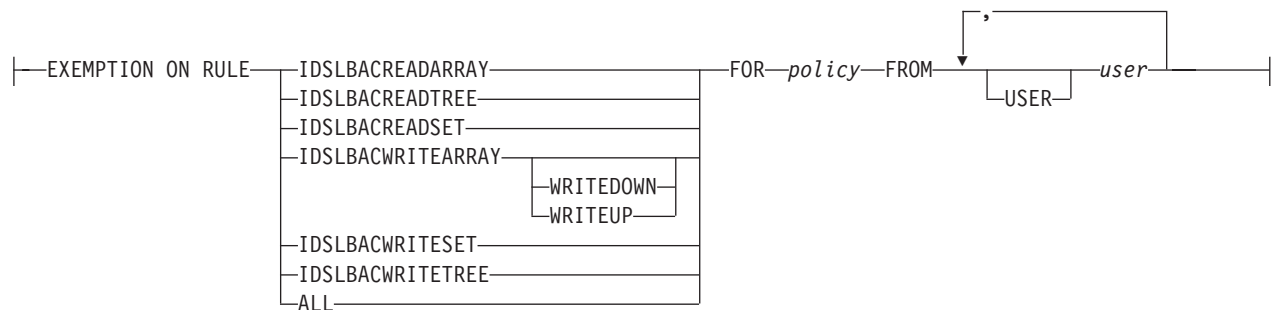 ,
EXEMPTION ON RULE IDSLBACREADARRAY FOR policy FROM user
IDSLBACREADTREE USER
IDSLBACREADSET
IDSLBACWRITEARRAY
WRITEDOWN
WRITEUP
IDSLBACWRITESET
IDSLBACWRITETREE
ALL